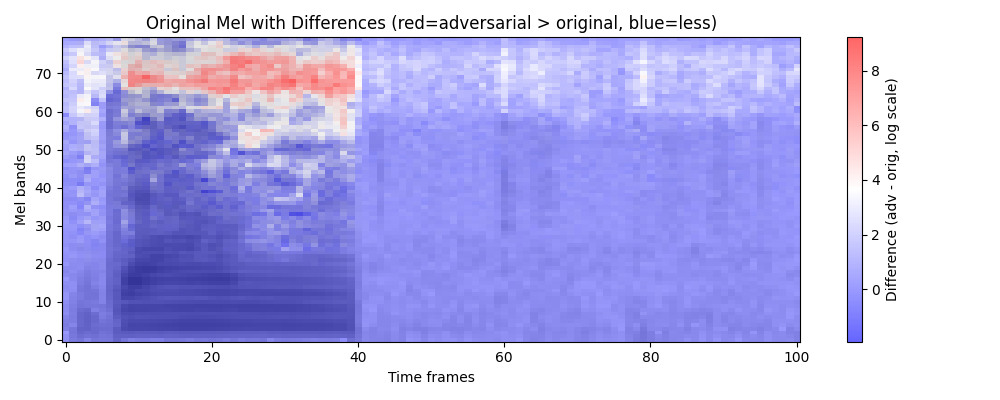 Original Mel with Differences (red=adversarial > original, blue=less)
Mel bands
70
60
50
40
30
20
10
0
0 20 40 60 80 100
Time frames
8
6
4
2
0
Difference (adv - orig, log scale)